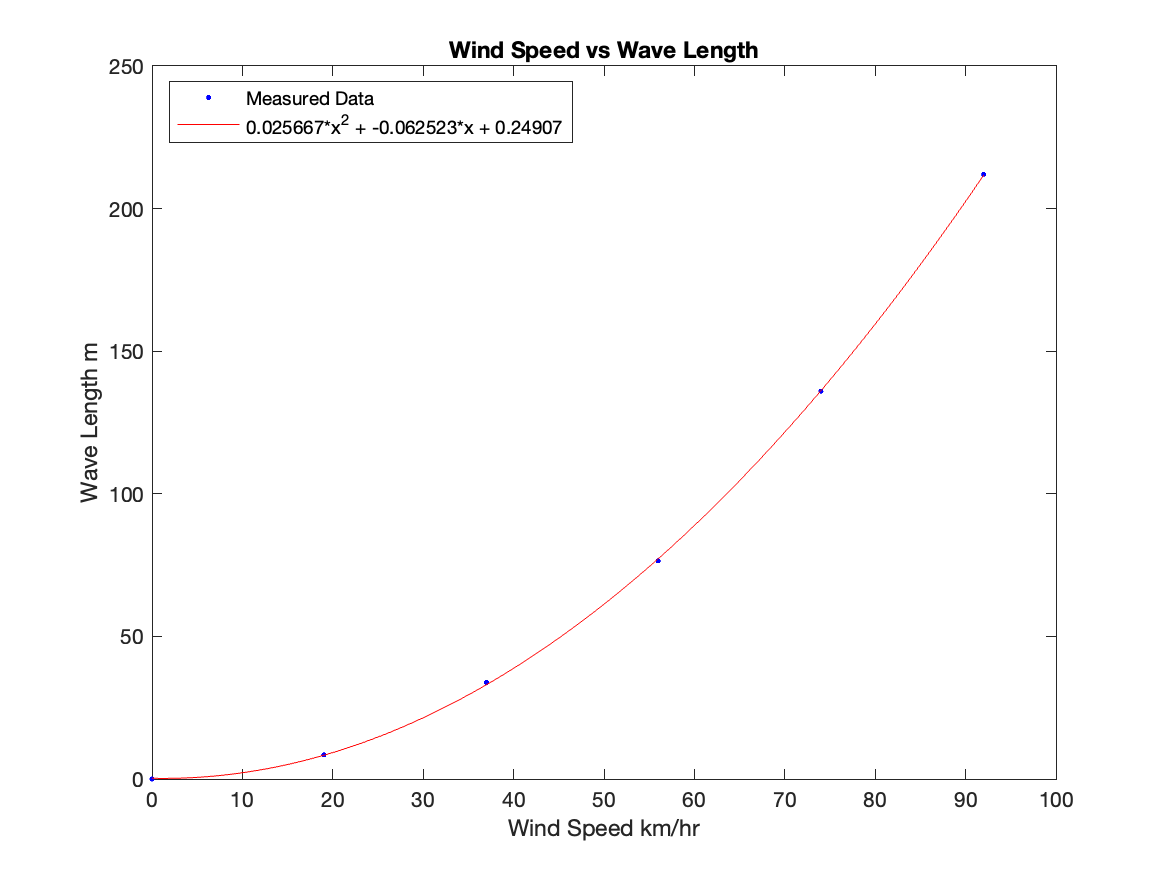 Wind Speed vs Wave Length
250
Measured Data
0.025667*x² + -0.062523*x + 0.24907
200
150
Wave Length m
100
50
0
0 10 20 30 40 50 60 70 80 90 100
Wind Speed km/hr